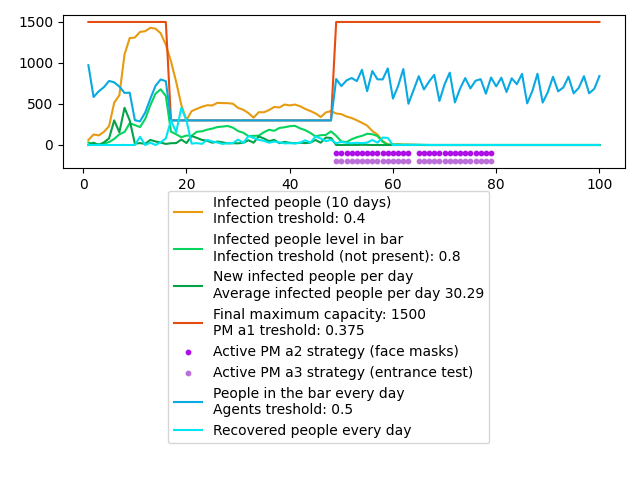 1500
1000
500
0
0 20 40 60 80 100
Infected people (10 days)
Infection treshold: 0.4
Infected people level in bar
Infection treshold (not present): 0.8
New infected people per day
Average infected people per day 30.29
Final maximum capacity: 1500
PM a1 treshold: 0.375
Active PM a2 strategy (face masks)
Active PM a3 strategy (entrance test)
People in the bar every day
Agents treshold: 0.5
Recovered people every day